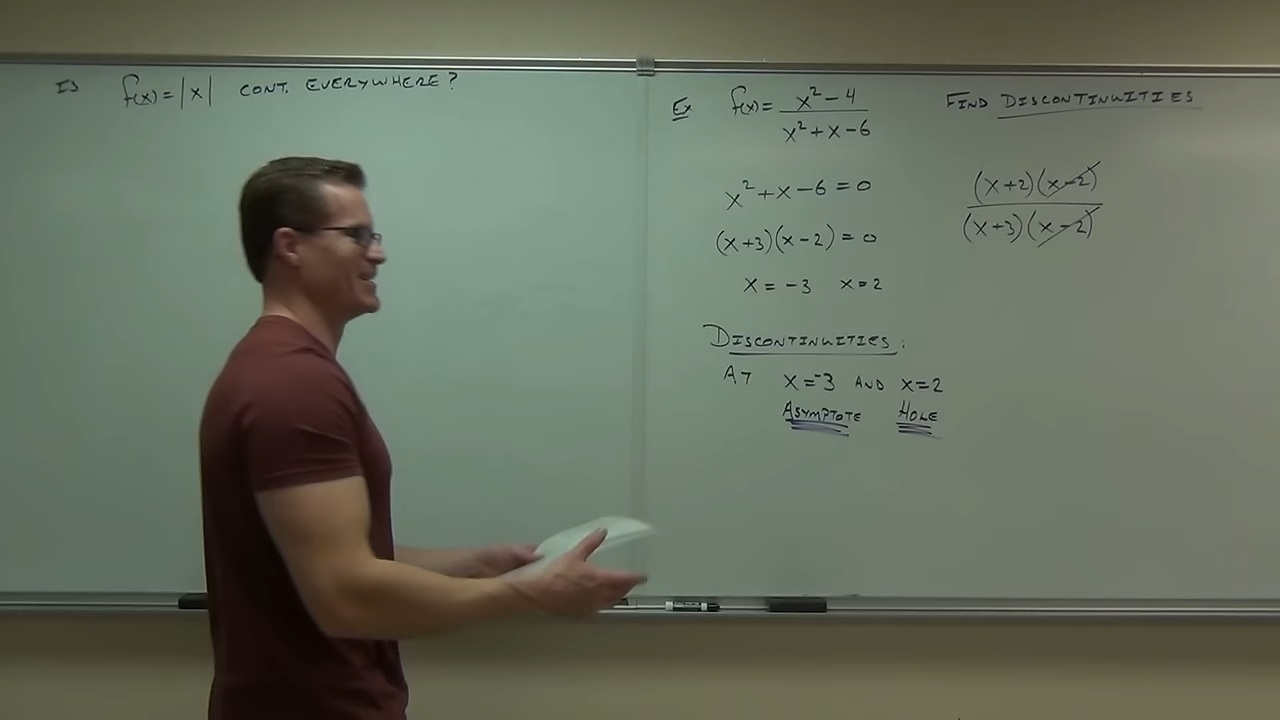 Is f(x) = |x| CONT. EVERYWHERE?
Ex f(x) = x² - 4 / x² + x - 6 FIND DISCONTINUITIES
x² + x - 6 = 0
(x + 3)(x - 2) = 0
x = -3 x = 2
(x + 2)(x - 2)
(x + 3)(x - 2)
DISCONTINUITIES:
AT x = -3 AND x = 2
ASYMPTOTE HOLE